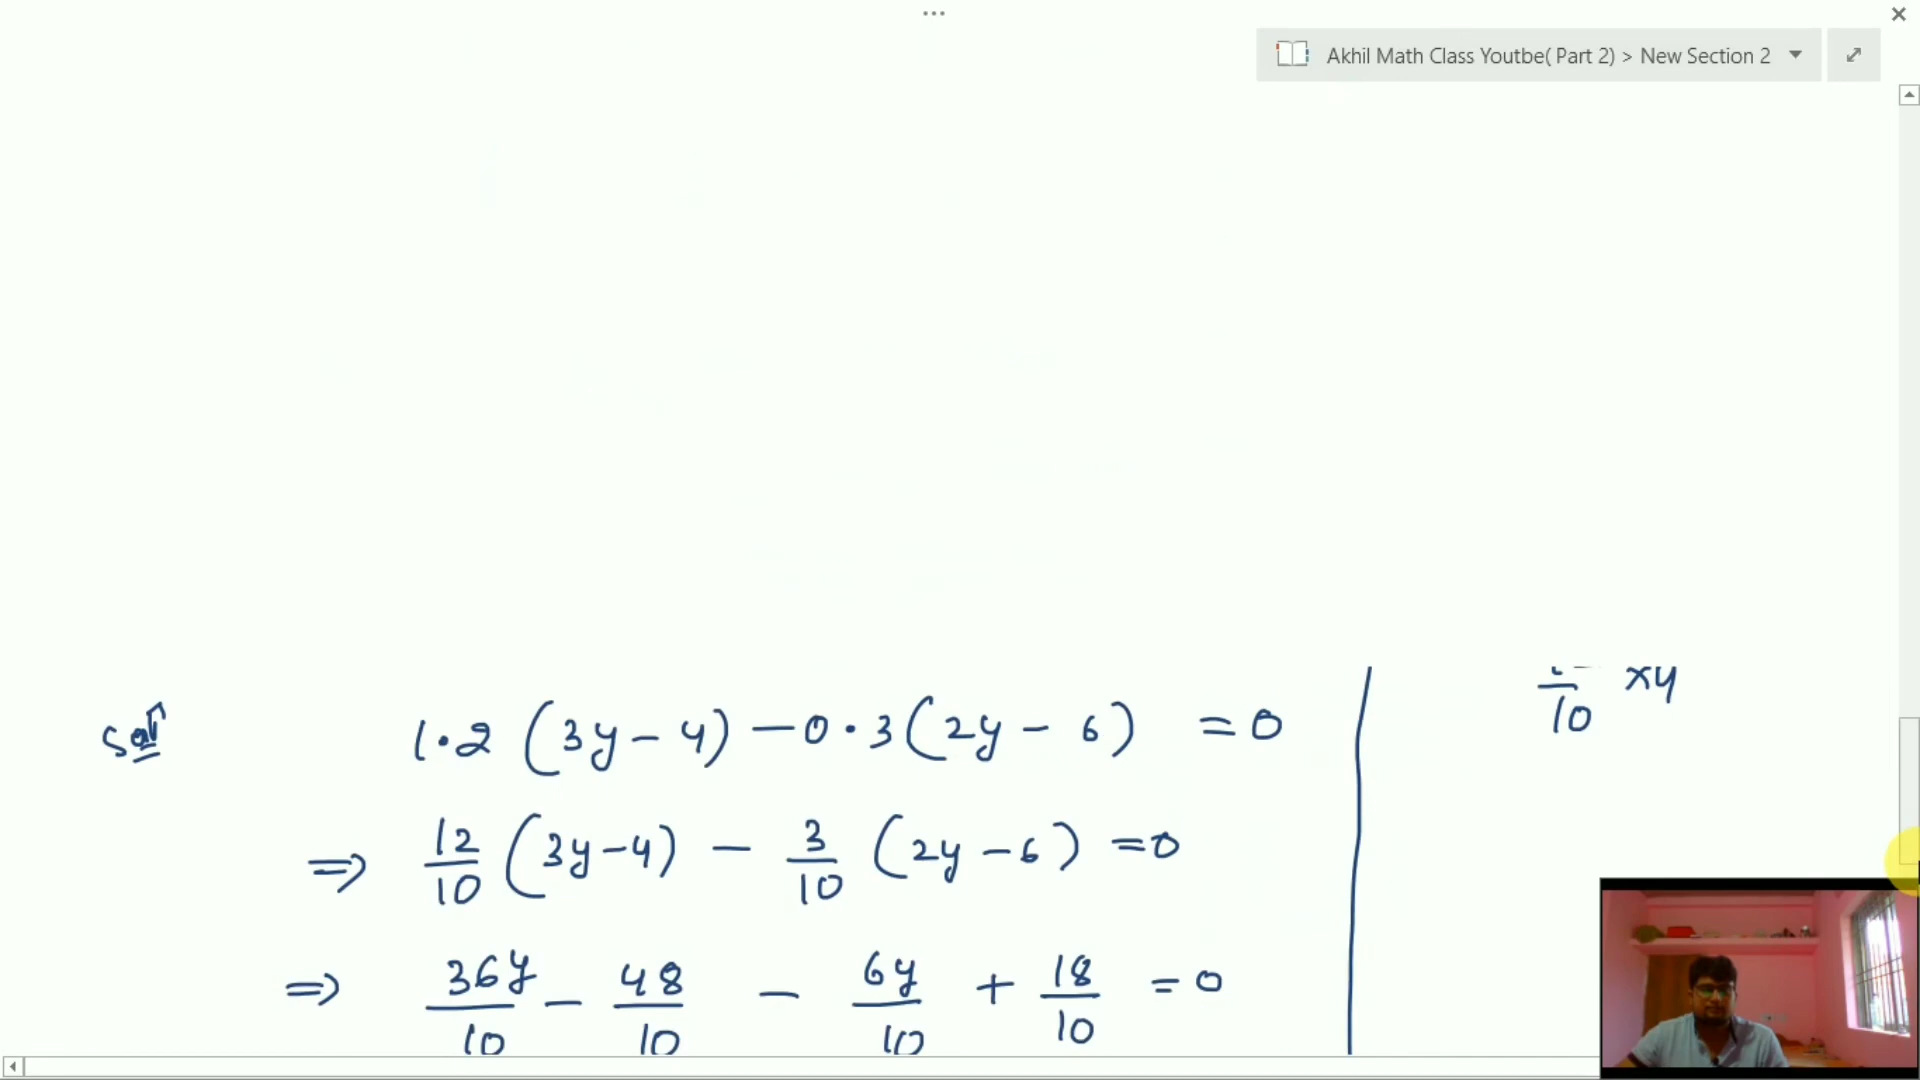 Akhil Math Class Youtbe( Part 2) > New Section 2
Sol
1.2 (3y-4) - 0.3(2y - 6) = 0
⇒ 12/10 (3y-4) - 3/10 (2y-6) = 0
⇒ 36y/10 - 48/10 - 6y/10 + 18/10 = 0
/10 ×4